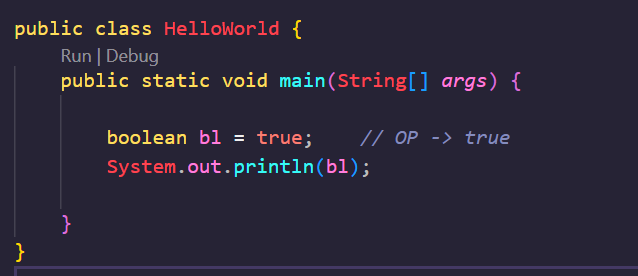 public class HelloWorld {
Run | Debug
public static void main(String[] args) {
boolean bl = true;    // OP -> true
System.out.println(bl);
}
}